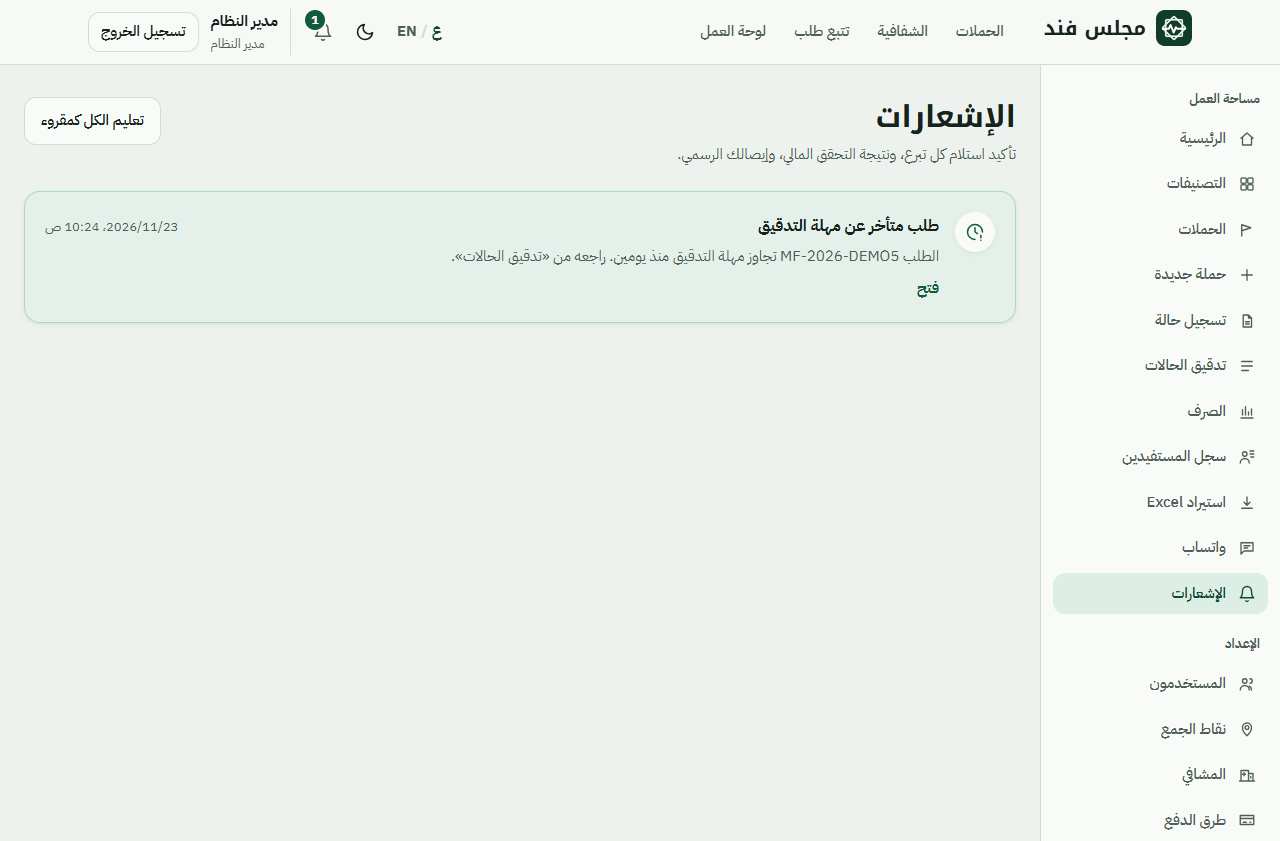 مجلس فند
الحملات
الشفافية
تتبع طلب
لوحة العمل
ع / EN
1
مدير النظام
مدير النظام
تسجيل الخروج
مساحة العمل
الرئيسية
التصنيفات
الحملات
حملة جديدة
تسجيل حالة
تدقيق الحالات
الصرف
سجل المستفيدين
استيراد Excel
واتساب
الإشعارات
الإعداد
المستخدمون
نقاط الجمع
المشافي
طرق الدفع
الإشعارات
تأكيد استلام كل تبرع، ونتيجة التحقق المالي، وإيصالك الرسمي.
تعليم الكل كمقروء
طلب متأخر عن مهلة التدقيق
2026/11/23، 10:24 ص
الطلب MF-2026-DEMO5 تجاوز مهلة التدقيق منذ يومين. راجعه من «تدقيق الحالات».
فتح